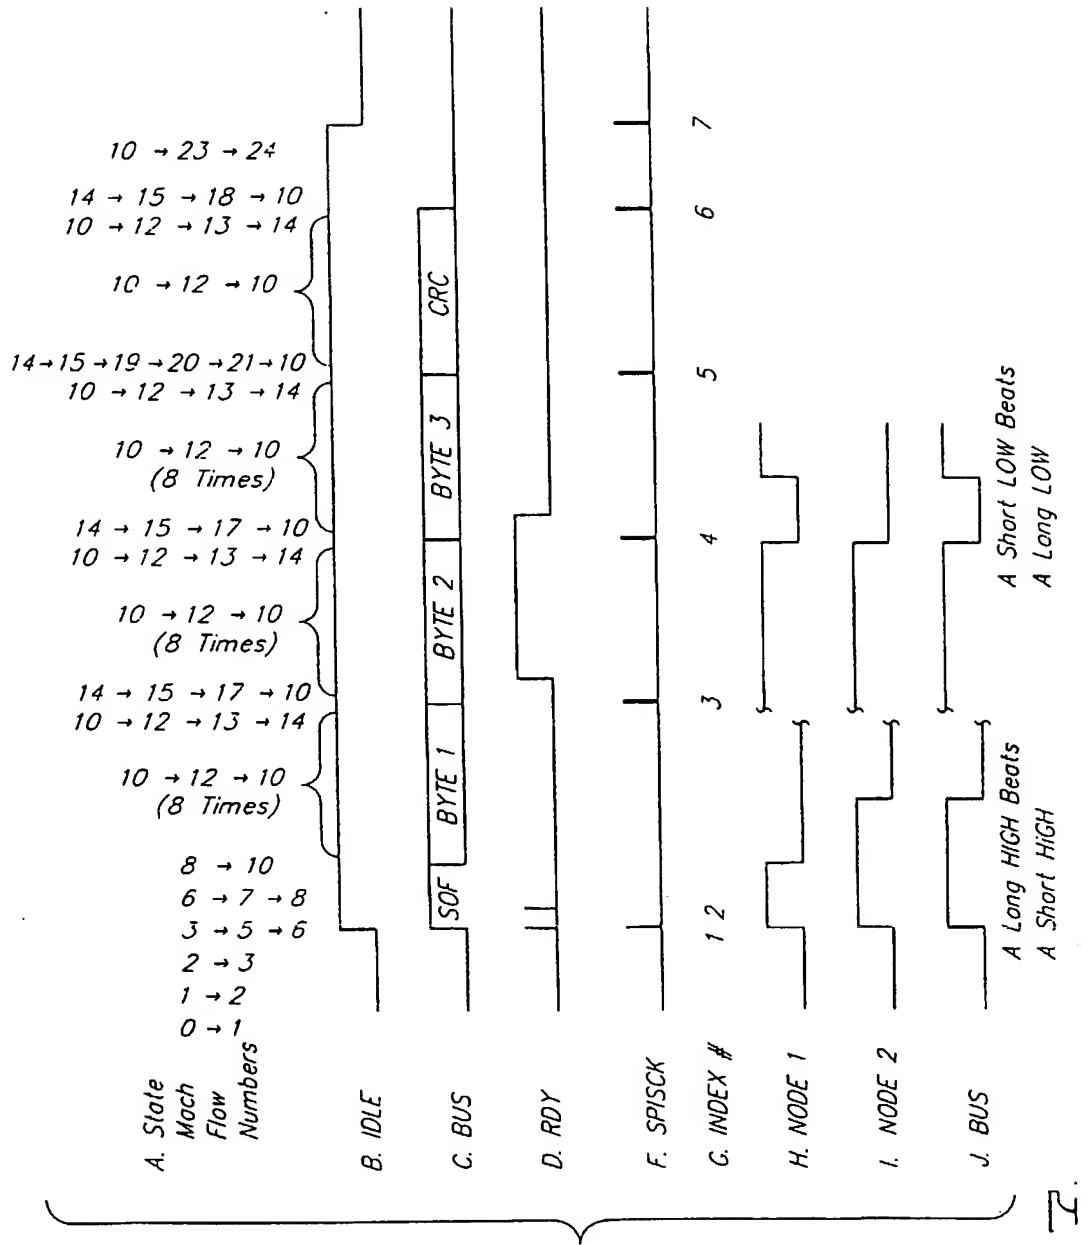 10 → 23 → 24
14 → 15 → 18 → 10
10 → 12 → 13 → 14
10 → 12 → 10
14→15→19→20→21→10
10 → 12 → 13 → 14
10 → 12 → 10
(8 Times)
14 → 15 → 17 → 10
10 → 12 → 13 → 14
10 → 12 → 10
(8 Times)
14 → 15 → 17 → 10
10 → 12 → 13 → 14
10 → 12 → 10
(8 Times)
8 → 10
6 → 7 → 8
3 → 5 → 6
2 → 3
1 → 2
0 → 1
A. State
Mach
Flow
Numbers
B. IDLE
C. BUS
SOF
BYTE 1
BYTE 2
BYTE 3
CRC
D. RDY
F. SPISCK
G. INDEX #
1 2
3
4
5
6
7
H. NODE 1
I. NODE 2
J. BUS
A Long HIGH Beats
A Short HIGH
A Short LOW Beats
A Long LOW